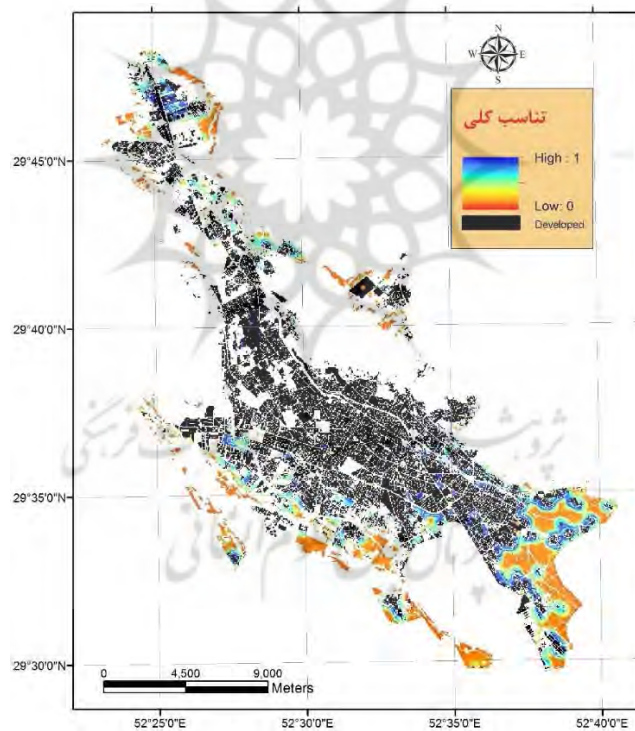 N
W E
S
تناسب کلی
High : 1
Low: 0
Developed
29°45'0"N
29°40'0"N
29°35'0"N
29°30'0"N
0 4,500 9,000
Meters
52°25'0"E 52°30'0"E 52°35'0"E 52°40'0"E